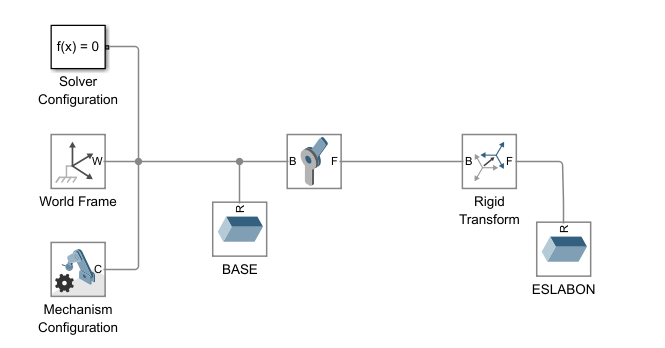 f(x) = 0
Solver
Configuration
W
World Frame
B
F
B
F
Rigid
Transform
R
BASE
R
ESLABON
C
Mechanism
Configuration